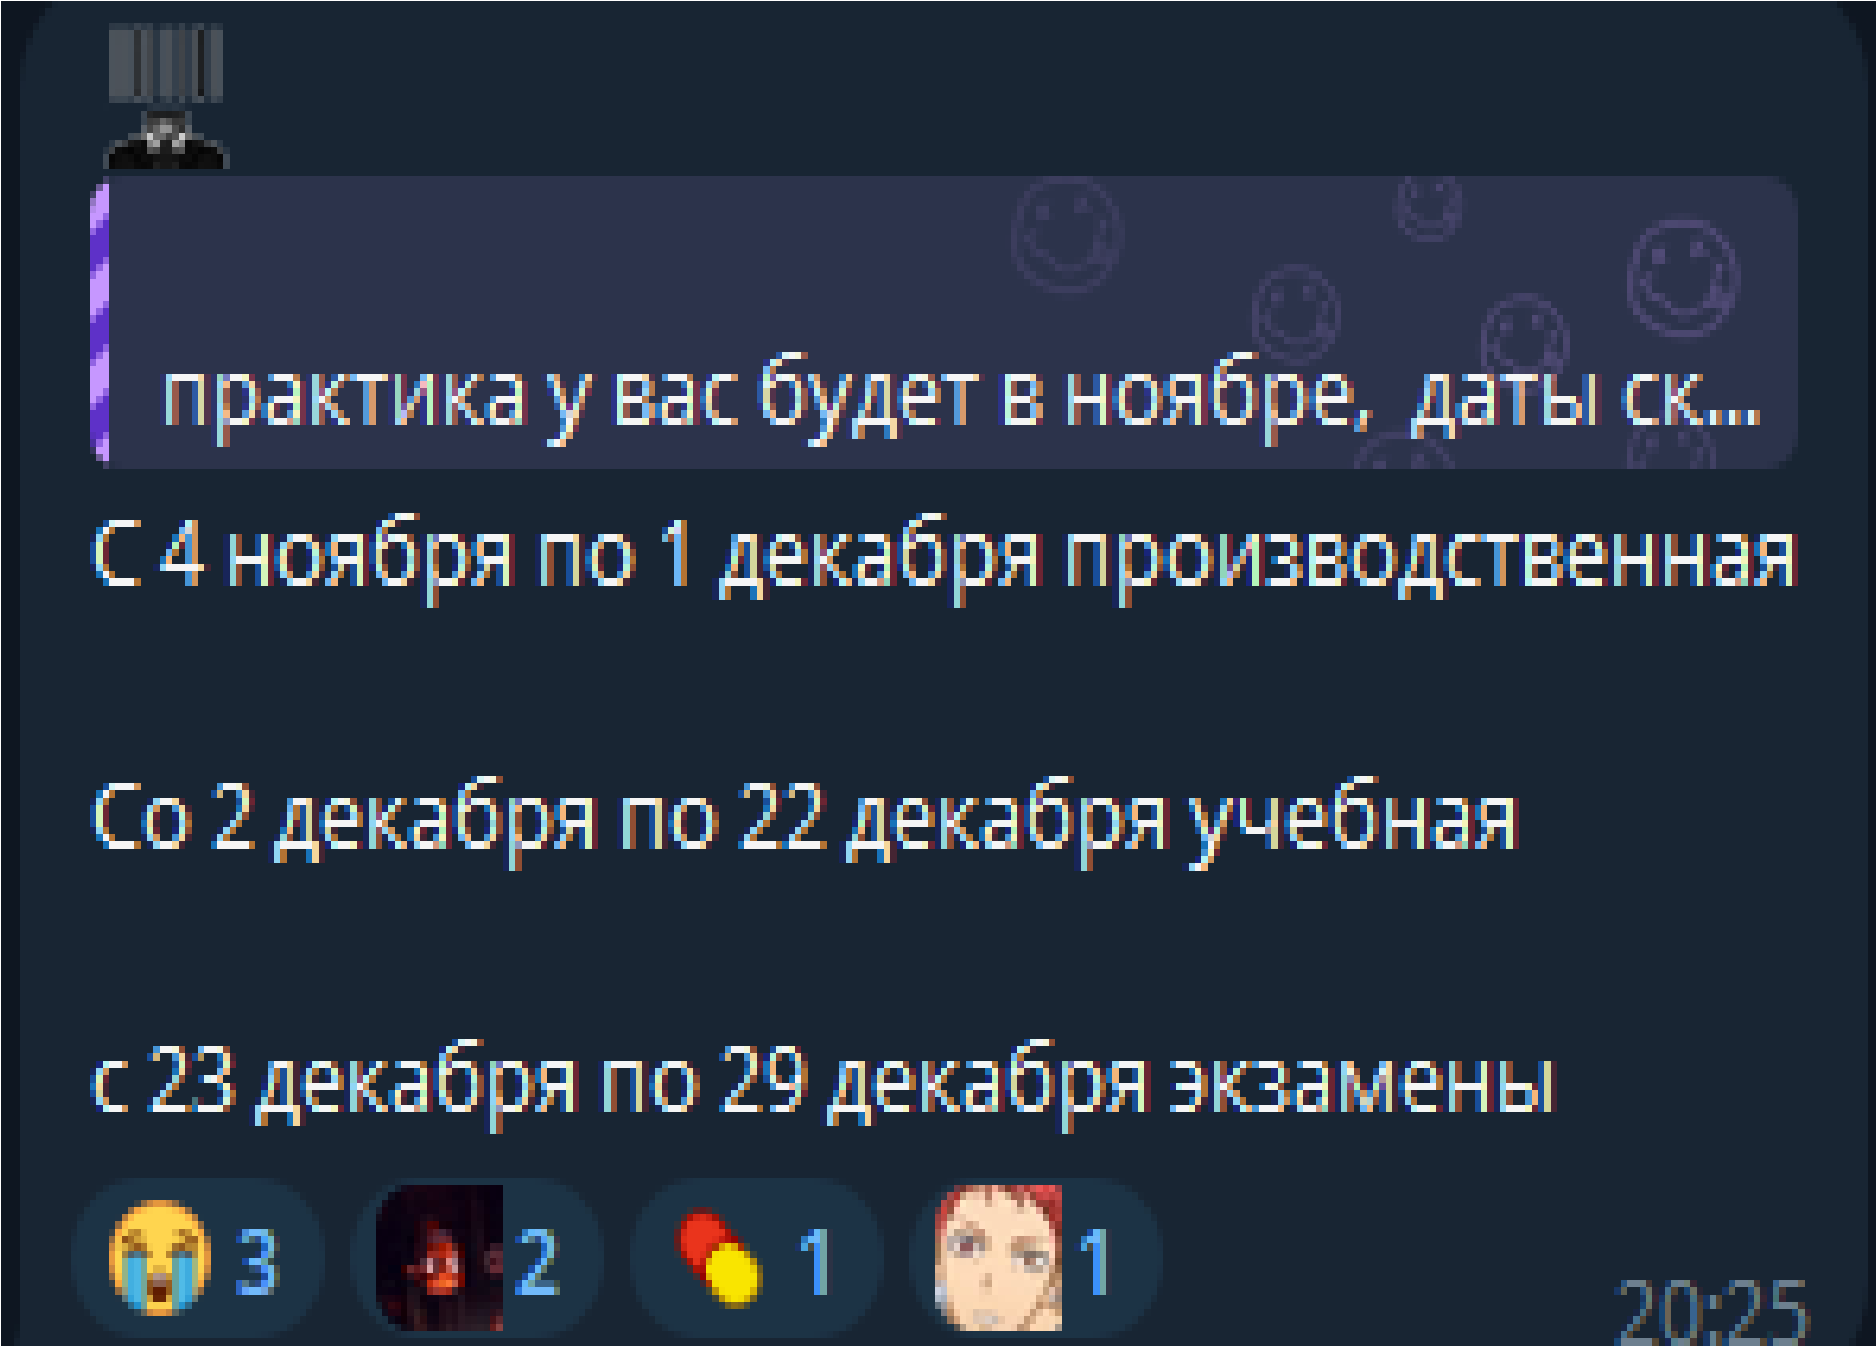 практика у вас будет в ноябре, даты ск...
С 4 ноября по 1 декабря производственная
Со 2 декабря по 22 декабря учебная
с 23 декабря по 29 декабря экзамены
3 2 1 1
20:25